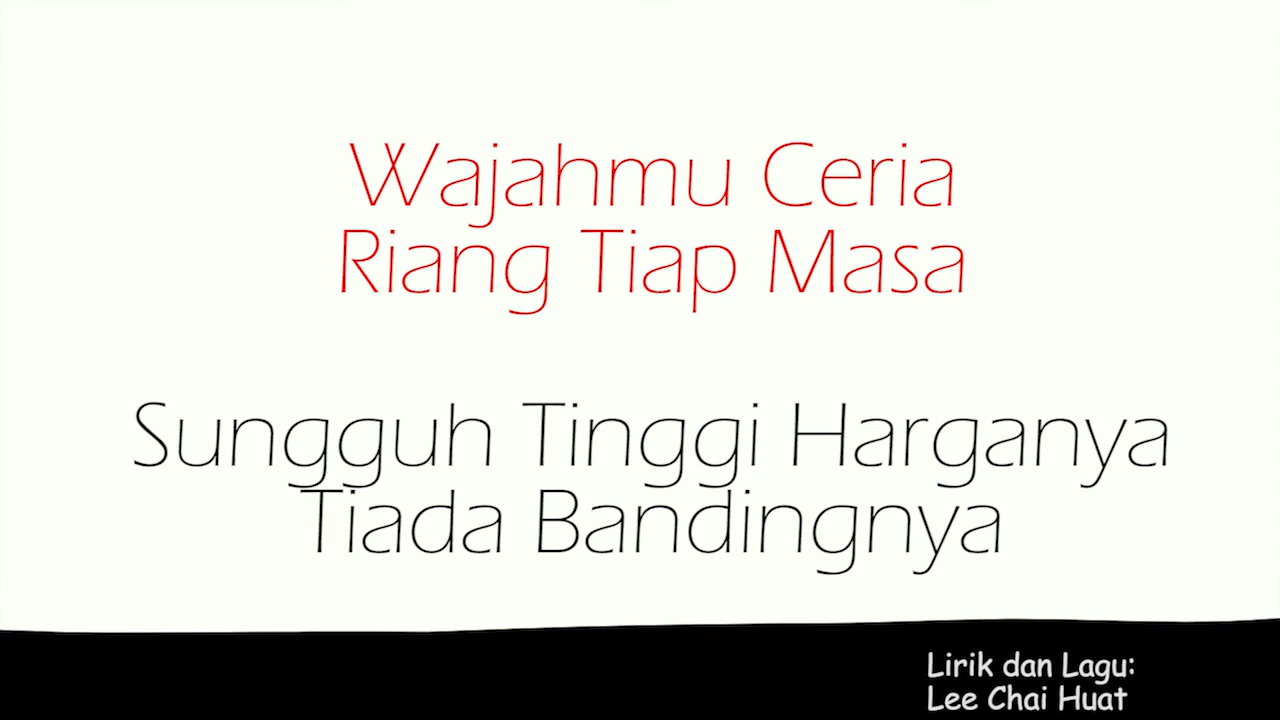 Wajahmu Ceria
Riang Tiap Masa
Sungguh Tinggi Harganya
Tiada Bandingnya
Lirik dan Lagu:
Lee Chai Huat